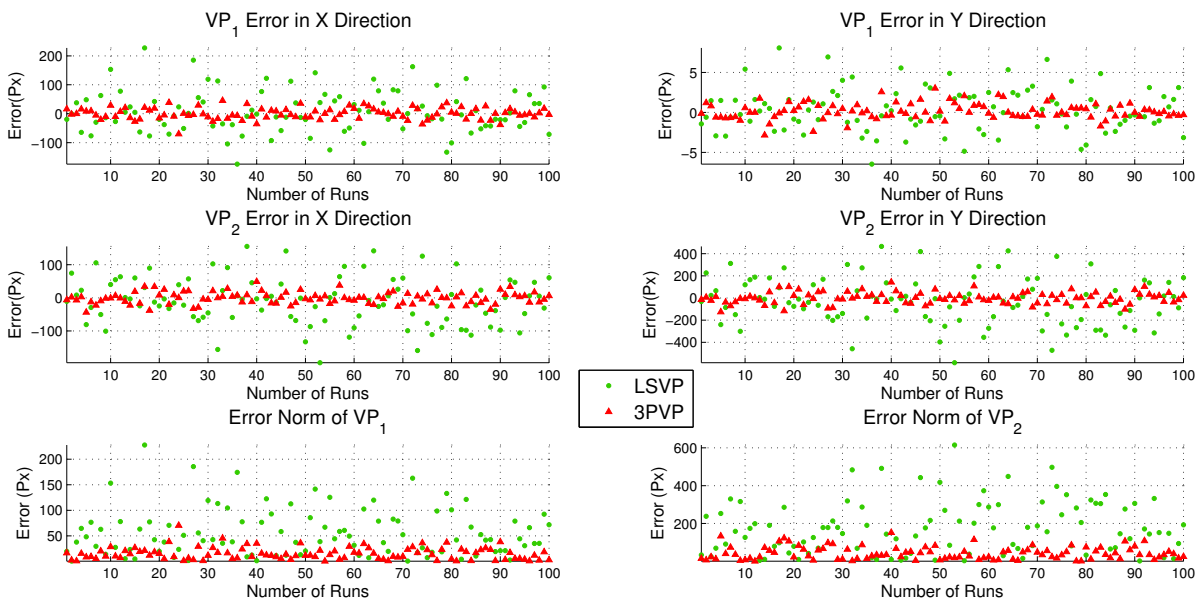 VP1 Error in X Direction
Error(Px)
200
100
0
−100
10 20 30 40 50 60 70 80 90 100
Number of Runs
VP1 Error in Y Direction
Error(Px)
5
0
−5
10 20 30 40 50 60 70 80 90 100
Number of Runs
VP2 Error in X Direction
Error(Px)
100
0
−100
10 20 30 40 50 60 70 80 90 100
Number of Runs
VP2 Error in Y Direction
Error(Px)
400
200
0
−200
−400
10 20 30 40 50 60 70 80 90 100
Number of Runs
LSVP
3PVP
Error Norm of VP1
Error (Px)
200
150
100
50
10 20 30 40 50 60 70 80 90 100
Number of Runs
Error Norm of VP2
Error (Px)
600
400
200
10 20 30 40 50 60 70 80 90 100
Number of Runs